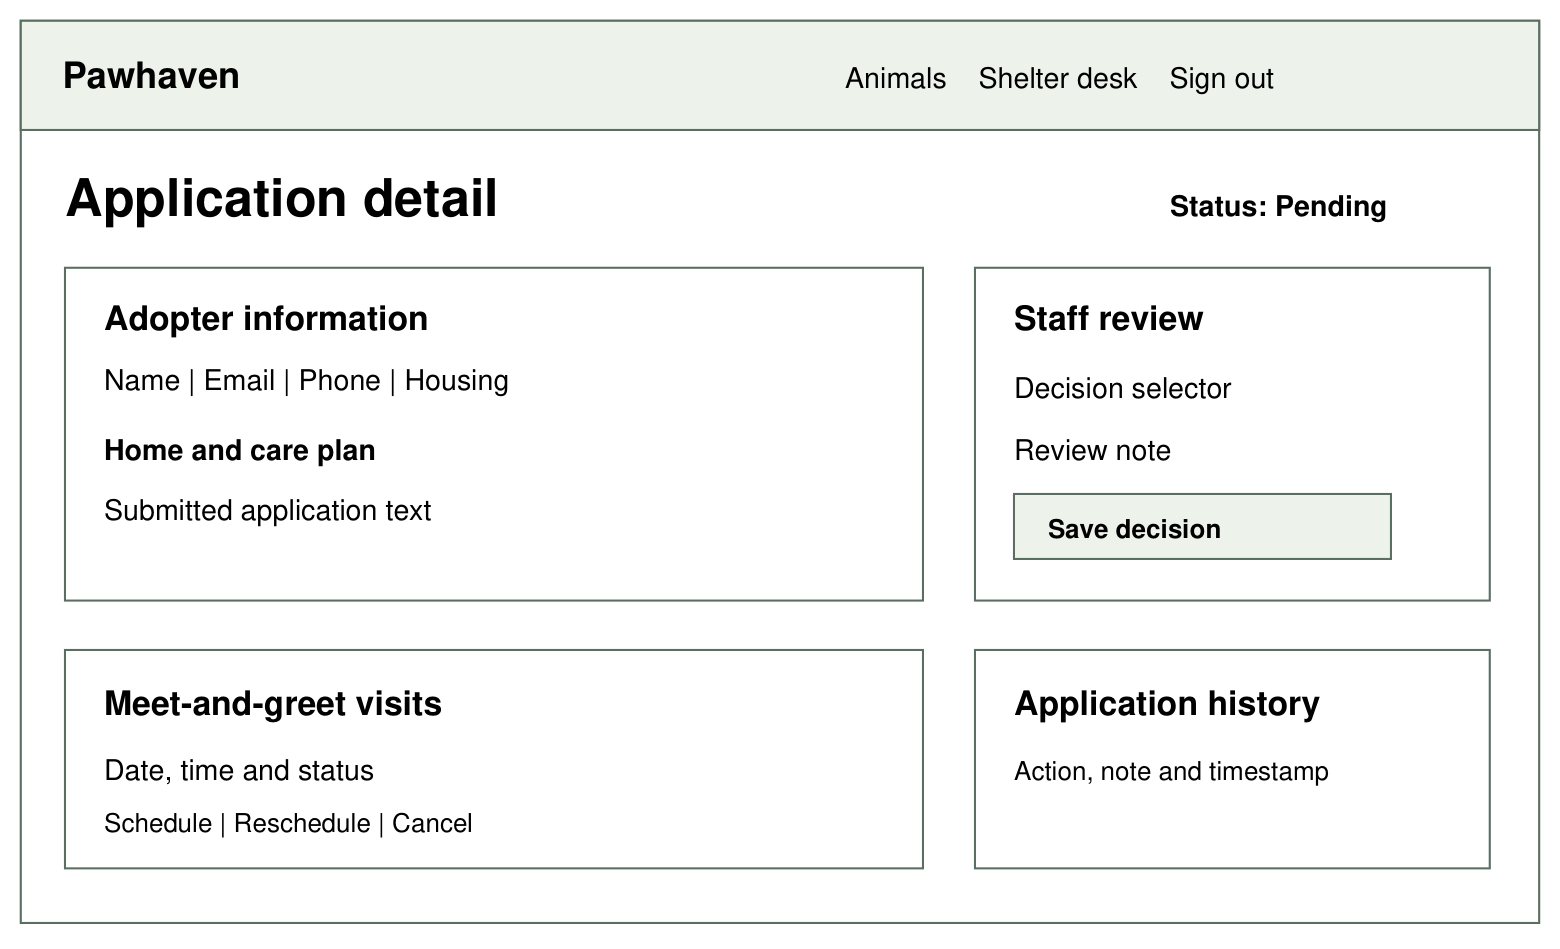 Pawhaven
Animals Shelter desk Sign out
Application detail
Status: Pending
Adopter information
Name | Email | Phone | Housing
Home and care plan
Submitted application text
Staff review
Decision selector
Review note
Save decision
Meet-and-greet visits
Date, time and status
Schedule | Reschedule | Cancel
Application history
Action, note and timestamp